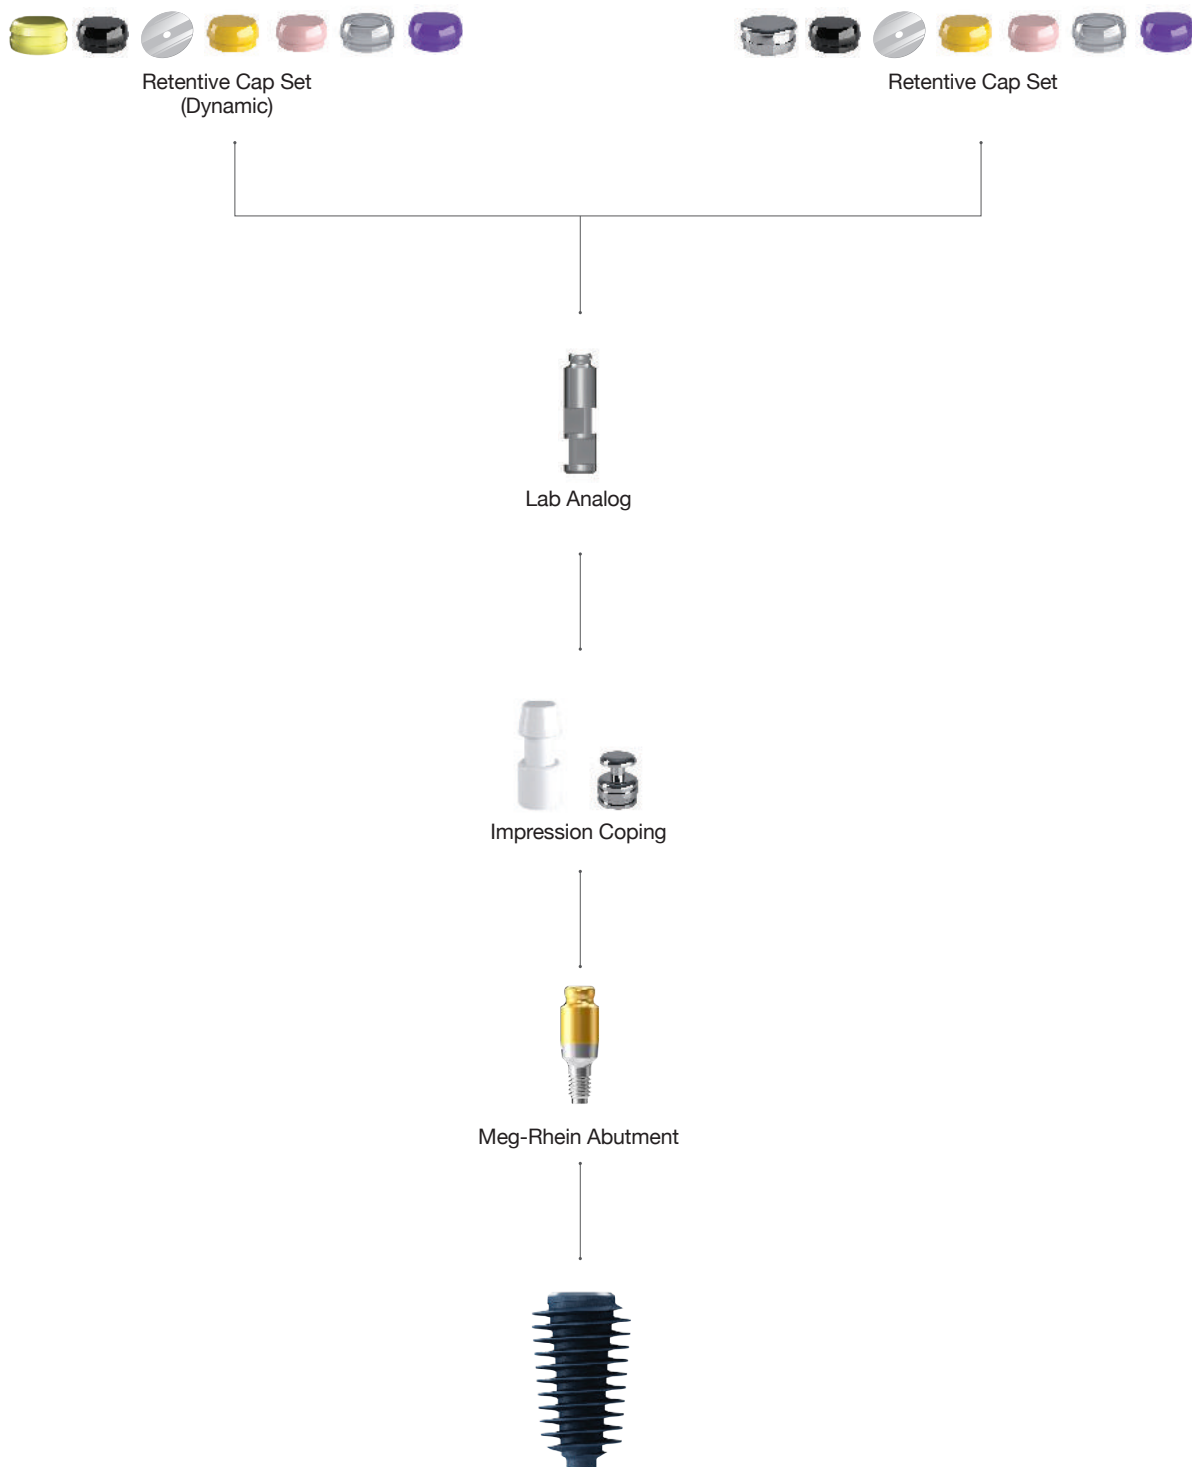 Retentive Cap Set
(Dynamic)
Retentive Cap Set
Lab Analog
Impression Coping
Meg-Rhein Abutment